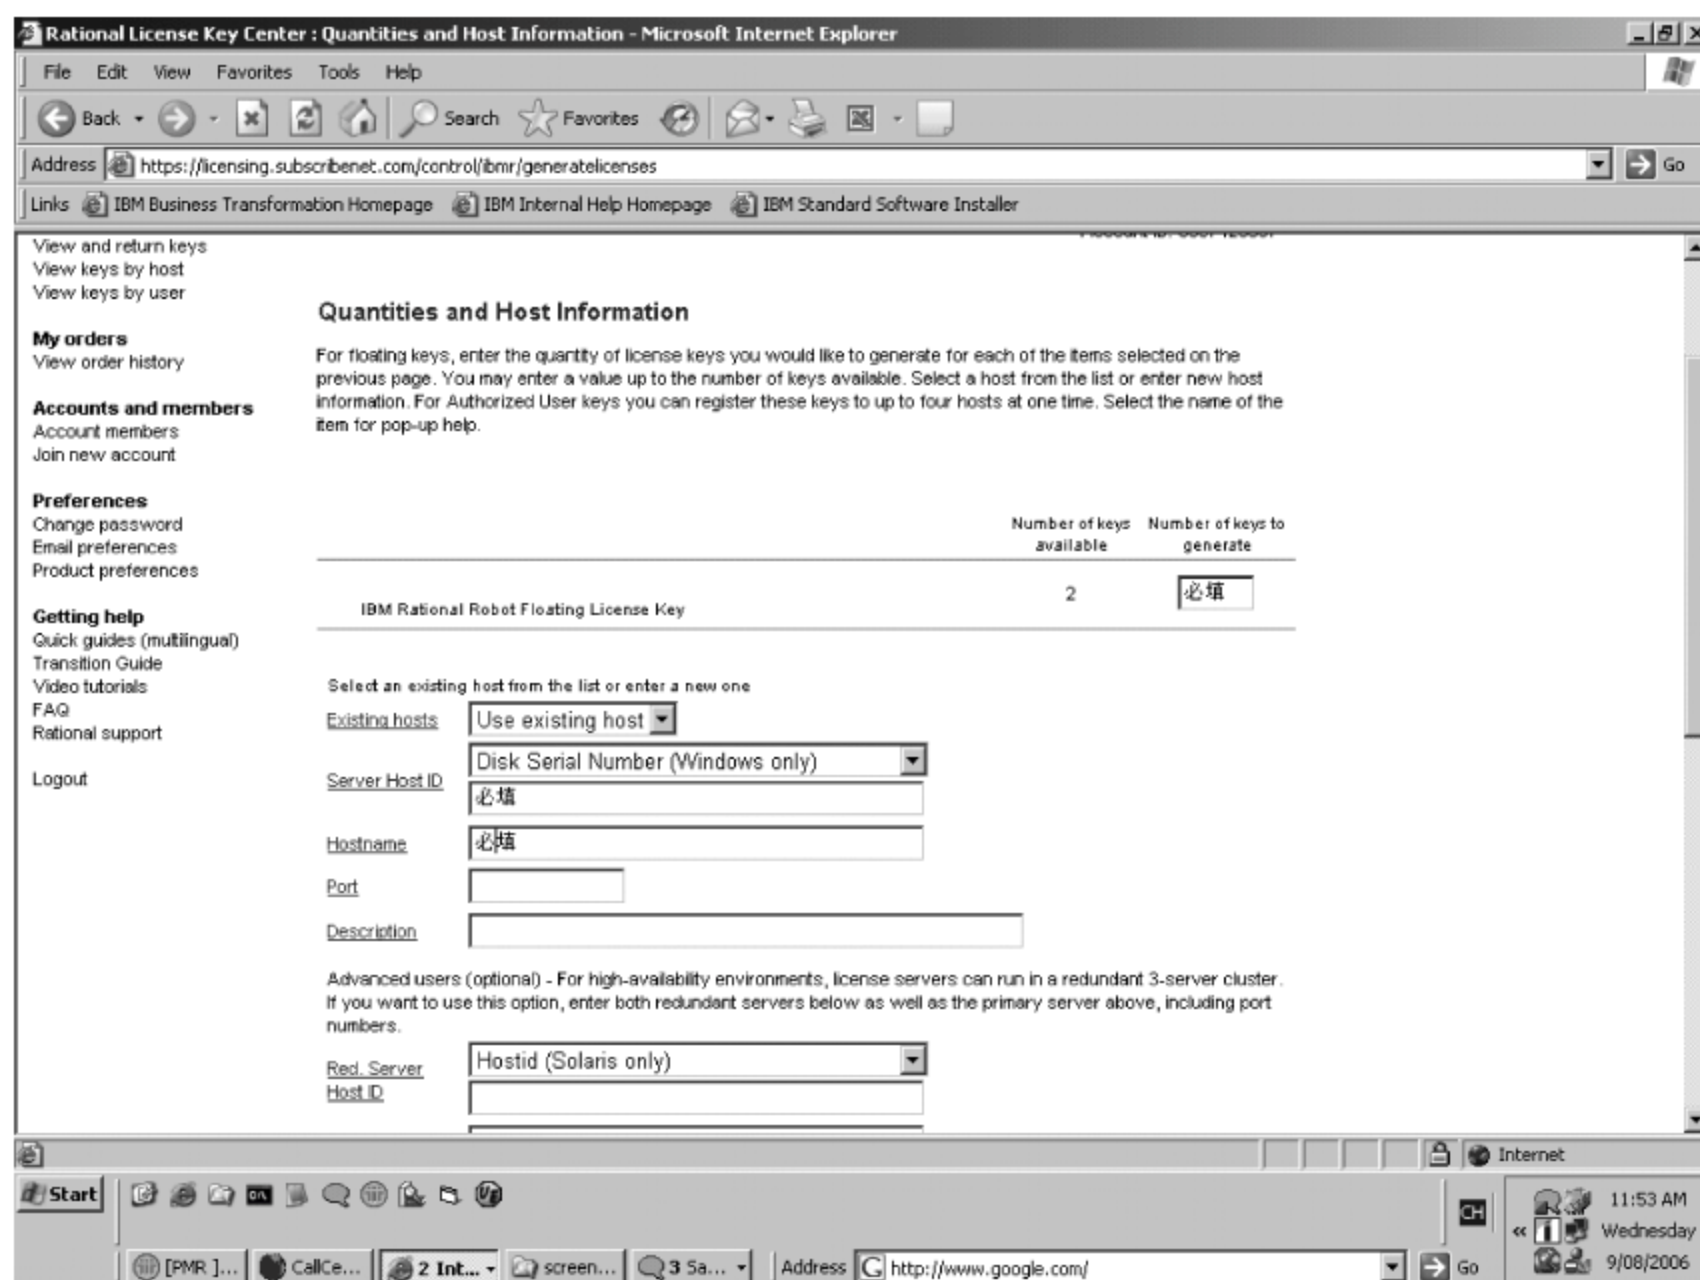 Rational License Key Center : Quantities and Host Information - Microsoft Internet Explorer
File Edit View Favorites Tools Help
Back Search Favorites
Address https://licensing.subscribenet.com/control/ibmr/generatelicenses Go
Links IBM Business Transformation Homepage IBM Internal Help Homepage IBM Standard Software Installer
View and return keys
View keys by host
View keys by user
My orders
View order history
Accounts and members
Account members
Join new account
Preferences
Change password
Email preferences
Product preferences
Getting help
Quick guides (multilingual)
Transition Guide
Video tutorials
FAQ
Rational support
Logout
Quantities and Host Information
For floating keys, enter the quantity of license keys you would like to generate for each of the items selected on the
previous page. You may enter a value up to the number of keys available. Select a host from the list or enter new host
information. For Authorized User keys you can register these keys to up to four hosts at one time. Select the name of the
item for pop-up help.
Number of keys available
Number of keys to generate
IBM Rational Robot Floating License Key 2 必填
Select an existing host from the list or enter a new one
Existing hosts Use existing host
Server Host ID Disk Serial Number (Windows only)
必填
Hostname 必填
Port
Description
Advanced users (optional) - For high-availability environments, license servers can run in a redundant 3-server cluster.
If you want to use this option, enter both redundant servers below as well as the primary server above, including port
numbers.
Red. Server Host ID Hostid (Solaris only)
Internet
Start CH 11:53 AM
Wednesday
[PMR ]... CallCe... 2 Int... screen... 3 Sa... Address http://www.google.com/ Go 9/08/2006